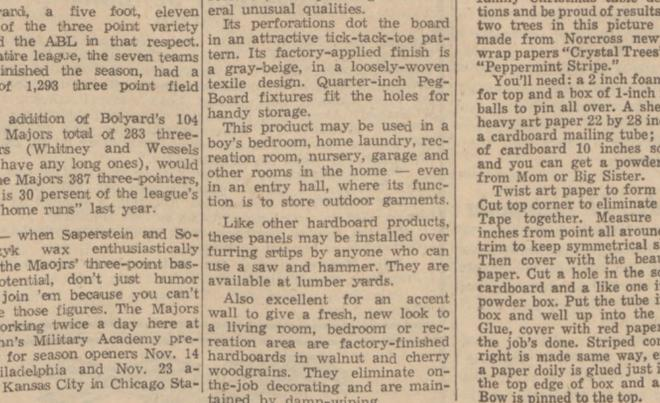 ard, a five foot, eleven
of the three point variety
the ABL in that respect.
ntire league, the seven teams
inished the season, had a
of 1,293 three point field
addition of Bolyard's 104
Majors total of 283 three-
rs (Whitney and Wessels
have any long ones), would
e Majors 387 three-pointers,
is 30 persent of the league's
"home runs" last year.
— when Saperstein and So-
zyk wax enthusiastically
the Maojrs' three-point bas-
otential, don't just humor
join 'em because you can't
e those figures. The Majors
orking twice a day here at
nn's Military Academy pre-
for season openers Nov. 14
iladelphia and Nov. 23 a-
Kansas City in Chicago Sta-
eral unusual qualities.
Its perforations dot the board
in an attractive tick-tack-toe pat-
tern. Its factory-applied finish is
a gray-beige, in a loosely-woven
textile design. Quarter-inch Peg-
Board fixtures fit the holes for
handy storage.
This product may be used in a
boy's bedroom, home laundry, rec-
reation room, nursery, garage and
other rooms in the home — even
in an entry hall, where its func-
tion is to store outdoor garments.
Like other hardboard products,
these panels may be installed over
furring srtips by anyone who can
use a saw and hammer. They are
available at lumber yards.
Also excellent for an accent
wall to give a fresh, new look to
a living room, bedroom or rec-
reation area are factory-finished
hardboards in walnut and cherry
woodgrains. They eliminate on-
the-job decorating and are main-
tained by damp-wiping.
tions and be proud of results
two trees in this picture
made from Norcross new
wrap papers "Crystal Trees"
"Peppermint Stripe."
You'll need: a 2 inch foam
for top and a box of 1-inch
balls to pin all over. A she
heavy art paper 22 by 28 in
a cardboard mailing tube;
of cardboard 10 inches so
and you can get a powder
from Mom or Big Sister.
Twist art paper to form
Cut top corner to eliminate
Tape together. Measure
inches from point all around
trim to keep symmetrical s
Then cover with the beau
paper. Cut a hole in the sq
cardboard and a like one i
powder box. Put the tube i
box and well up into the
Glue, cover with red paper
the job's done. Striped con
right is made same way, e
a paper doily is glued just i
the top edge of box and a
Bow is pinned to the top.